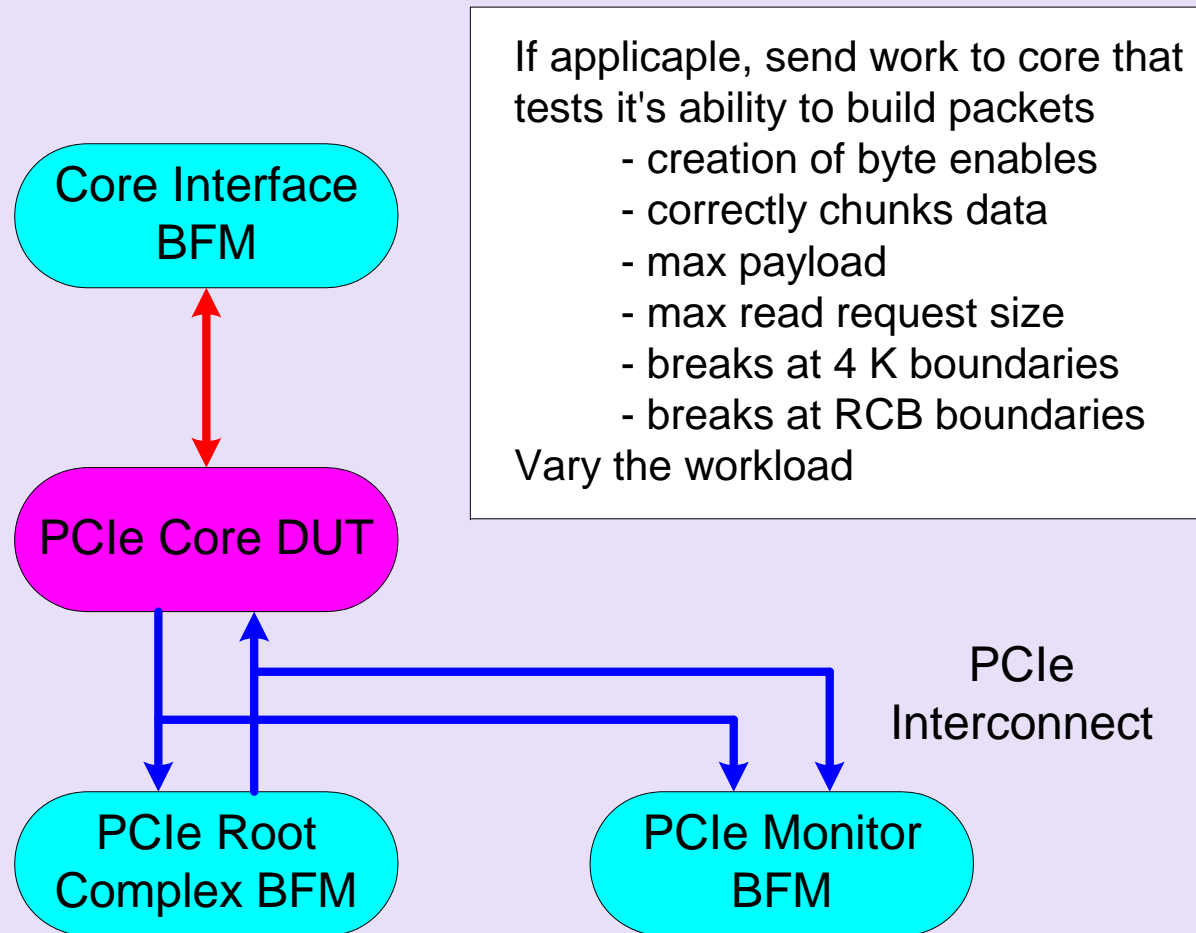 If applicaple, send work to core that
tests it's ability to build packets
- creation of byte enables
- correctly chunks data
- max payload
- max read request size
- breaks at 4 K boundaries
- breaks at RCB boundaries
Vary the workload
Core Interface
BFM
PCIe Core DUT
PCIe
Interconnect
PCIe Root
Complex BFM
PCIe Monitor
BFM